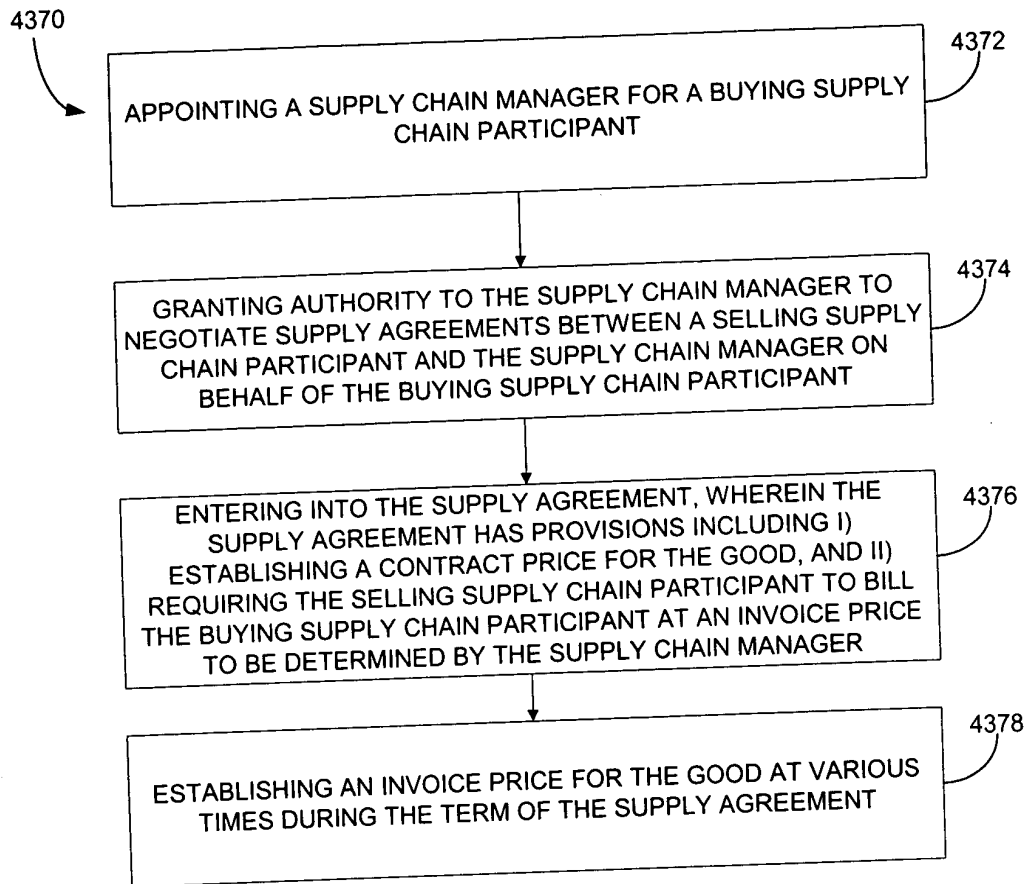 4370
4372
APPOINTING A SUPPLY CHAIN MANAGER FOR A BUYING SUPPLY
CHAIN PARTICIPANT
4374
GRANTING AUTHORITY TO THE SUPPLY CHAIN MANAGER TO
NEGOTIATE SUPPLY AGREEMENTS BETWEEN A SELLING SUPPLY
CHAIN PARTICIPANT AND THE SUPPLY CHAIN MANAGER ON
BEHALF OF THE BUYING SUPPLY CHAIN PARTICIPANT
4376
ENTERING INTO THE SUPPLY AGREEMENT, WHEREIN THE
SUPPLY AGREEMENT HAS PROVISIONS INCLUDING I)
ESTABLISHING A CONTRACT PRICE FOR THE GOOD, AND II)
REQUIRING THE SELLING SUPPLY CHAIN PARTICIPANT TO BILL
THE BUYING SUPPLY CHAIN PARTICIPANT AT AN INVOICE PRICE
TO BE DETERMINED BY THE SUPPLY CHAIN MANAGER
4378
ESTABLISHING AN INVOICE PRICE FOR THE GOOD AT VARIOUS
TIMES DURING THE TERM OF THE SUPPLY AGREEMENT